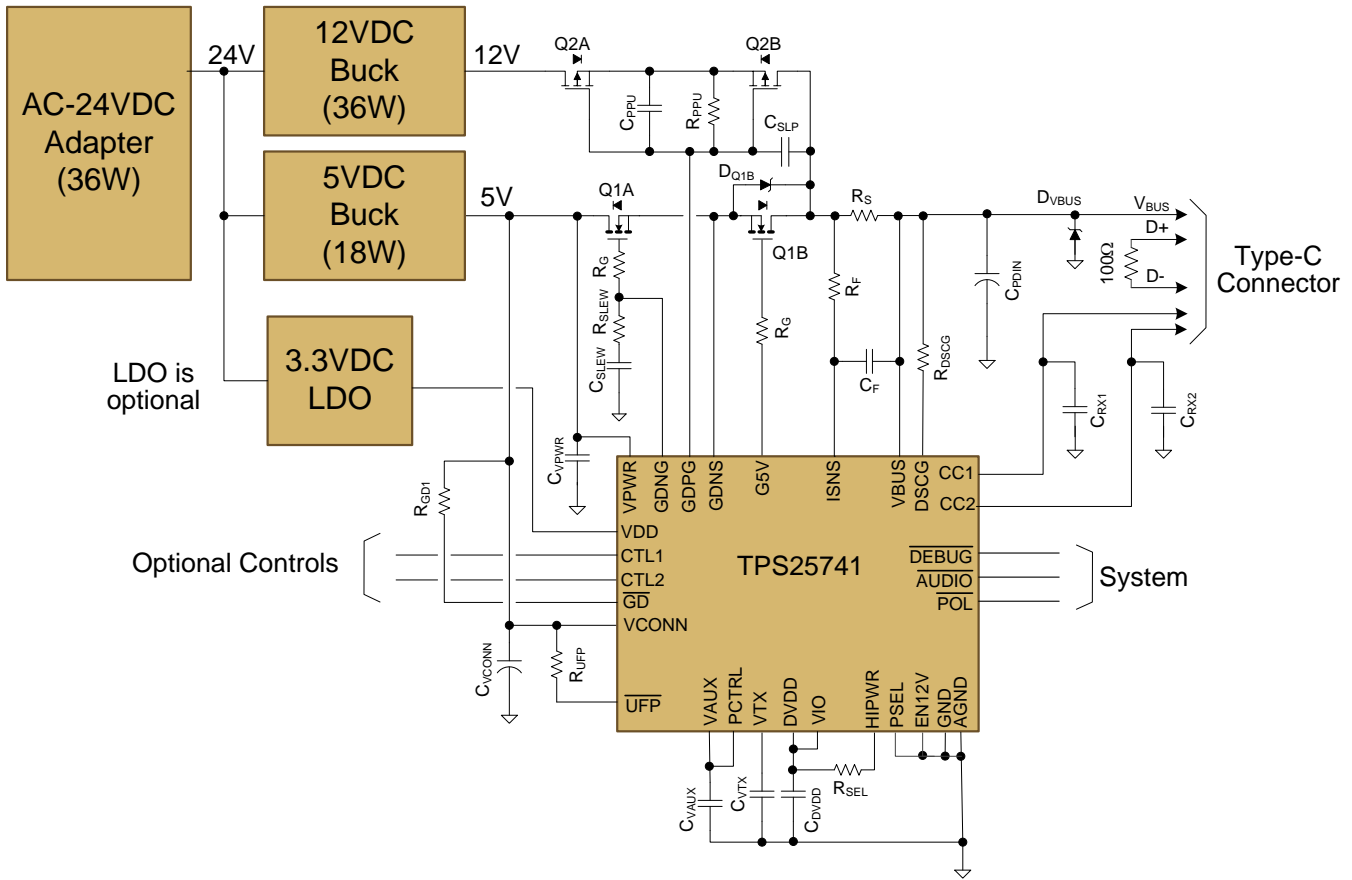 AC-24VDC
Adapter
(36W)
24V
12VDC
Buck
(36W)
12V
5VDC
Buck
(18W)
5V
3.3VDC
LDO
LDO is
optional
Q2A
Q2B
CPPU
RPPU
CSLP
DQ1B
Q1A
Q1B
RS
RG
RSLEW
CSLEW
RG
RF
CF
RDSCG
CPDIN
DVBUS
VBUS
D+
100Ω
D-
Type-C
Connector
CRX1
CRX2
CVPWR
RGD1
Optional Controls
CVCONN
RUFP
VPWR
GDNG
GDPG
GDNS
G5V
ISNS
VBUS
DSCG
CC1
CC2
VDD
CTL1
CTL2
GD
VCONN
UFP
TPS25741
DEBUG
AUDIO
POL
System
VAUX
PCTRL
VTX
DVDD
VIO
HIPWR
PSEL
EN12V
GND
AGND
CVAUX
CVTX
CDVDD
RSEL